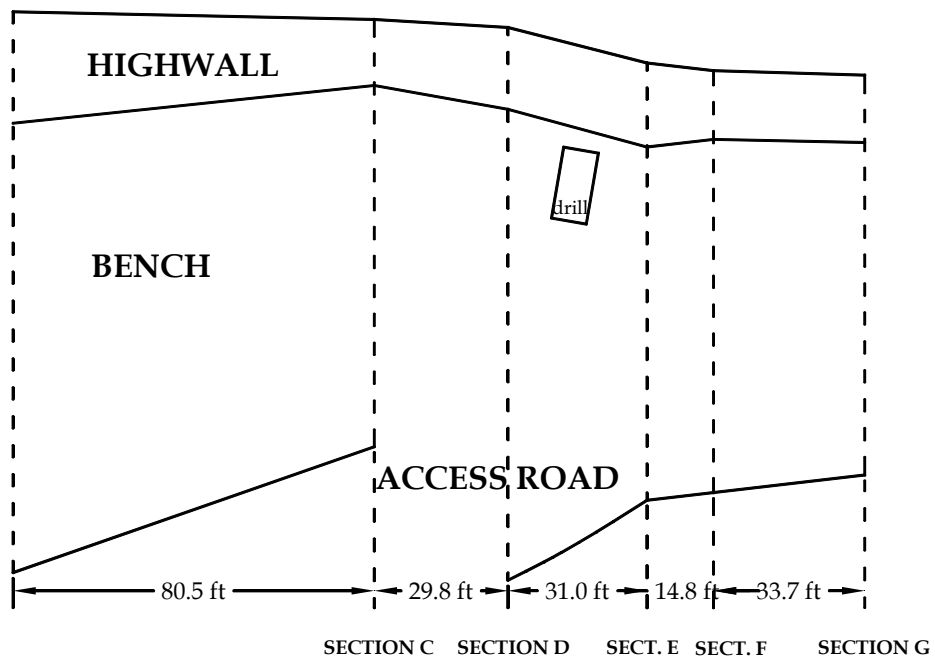 HIGHWALL
drill
BENCH
ACCESS ROAD
80.5 ft
29.8 ft
31.0 ft
14.8 ft
33.7 ft
SECTION C
SECTION D
SECT. E
SECT. F
SECTION G